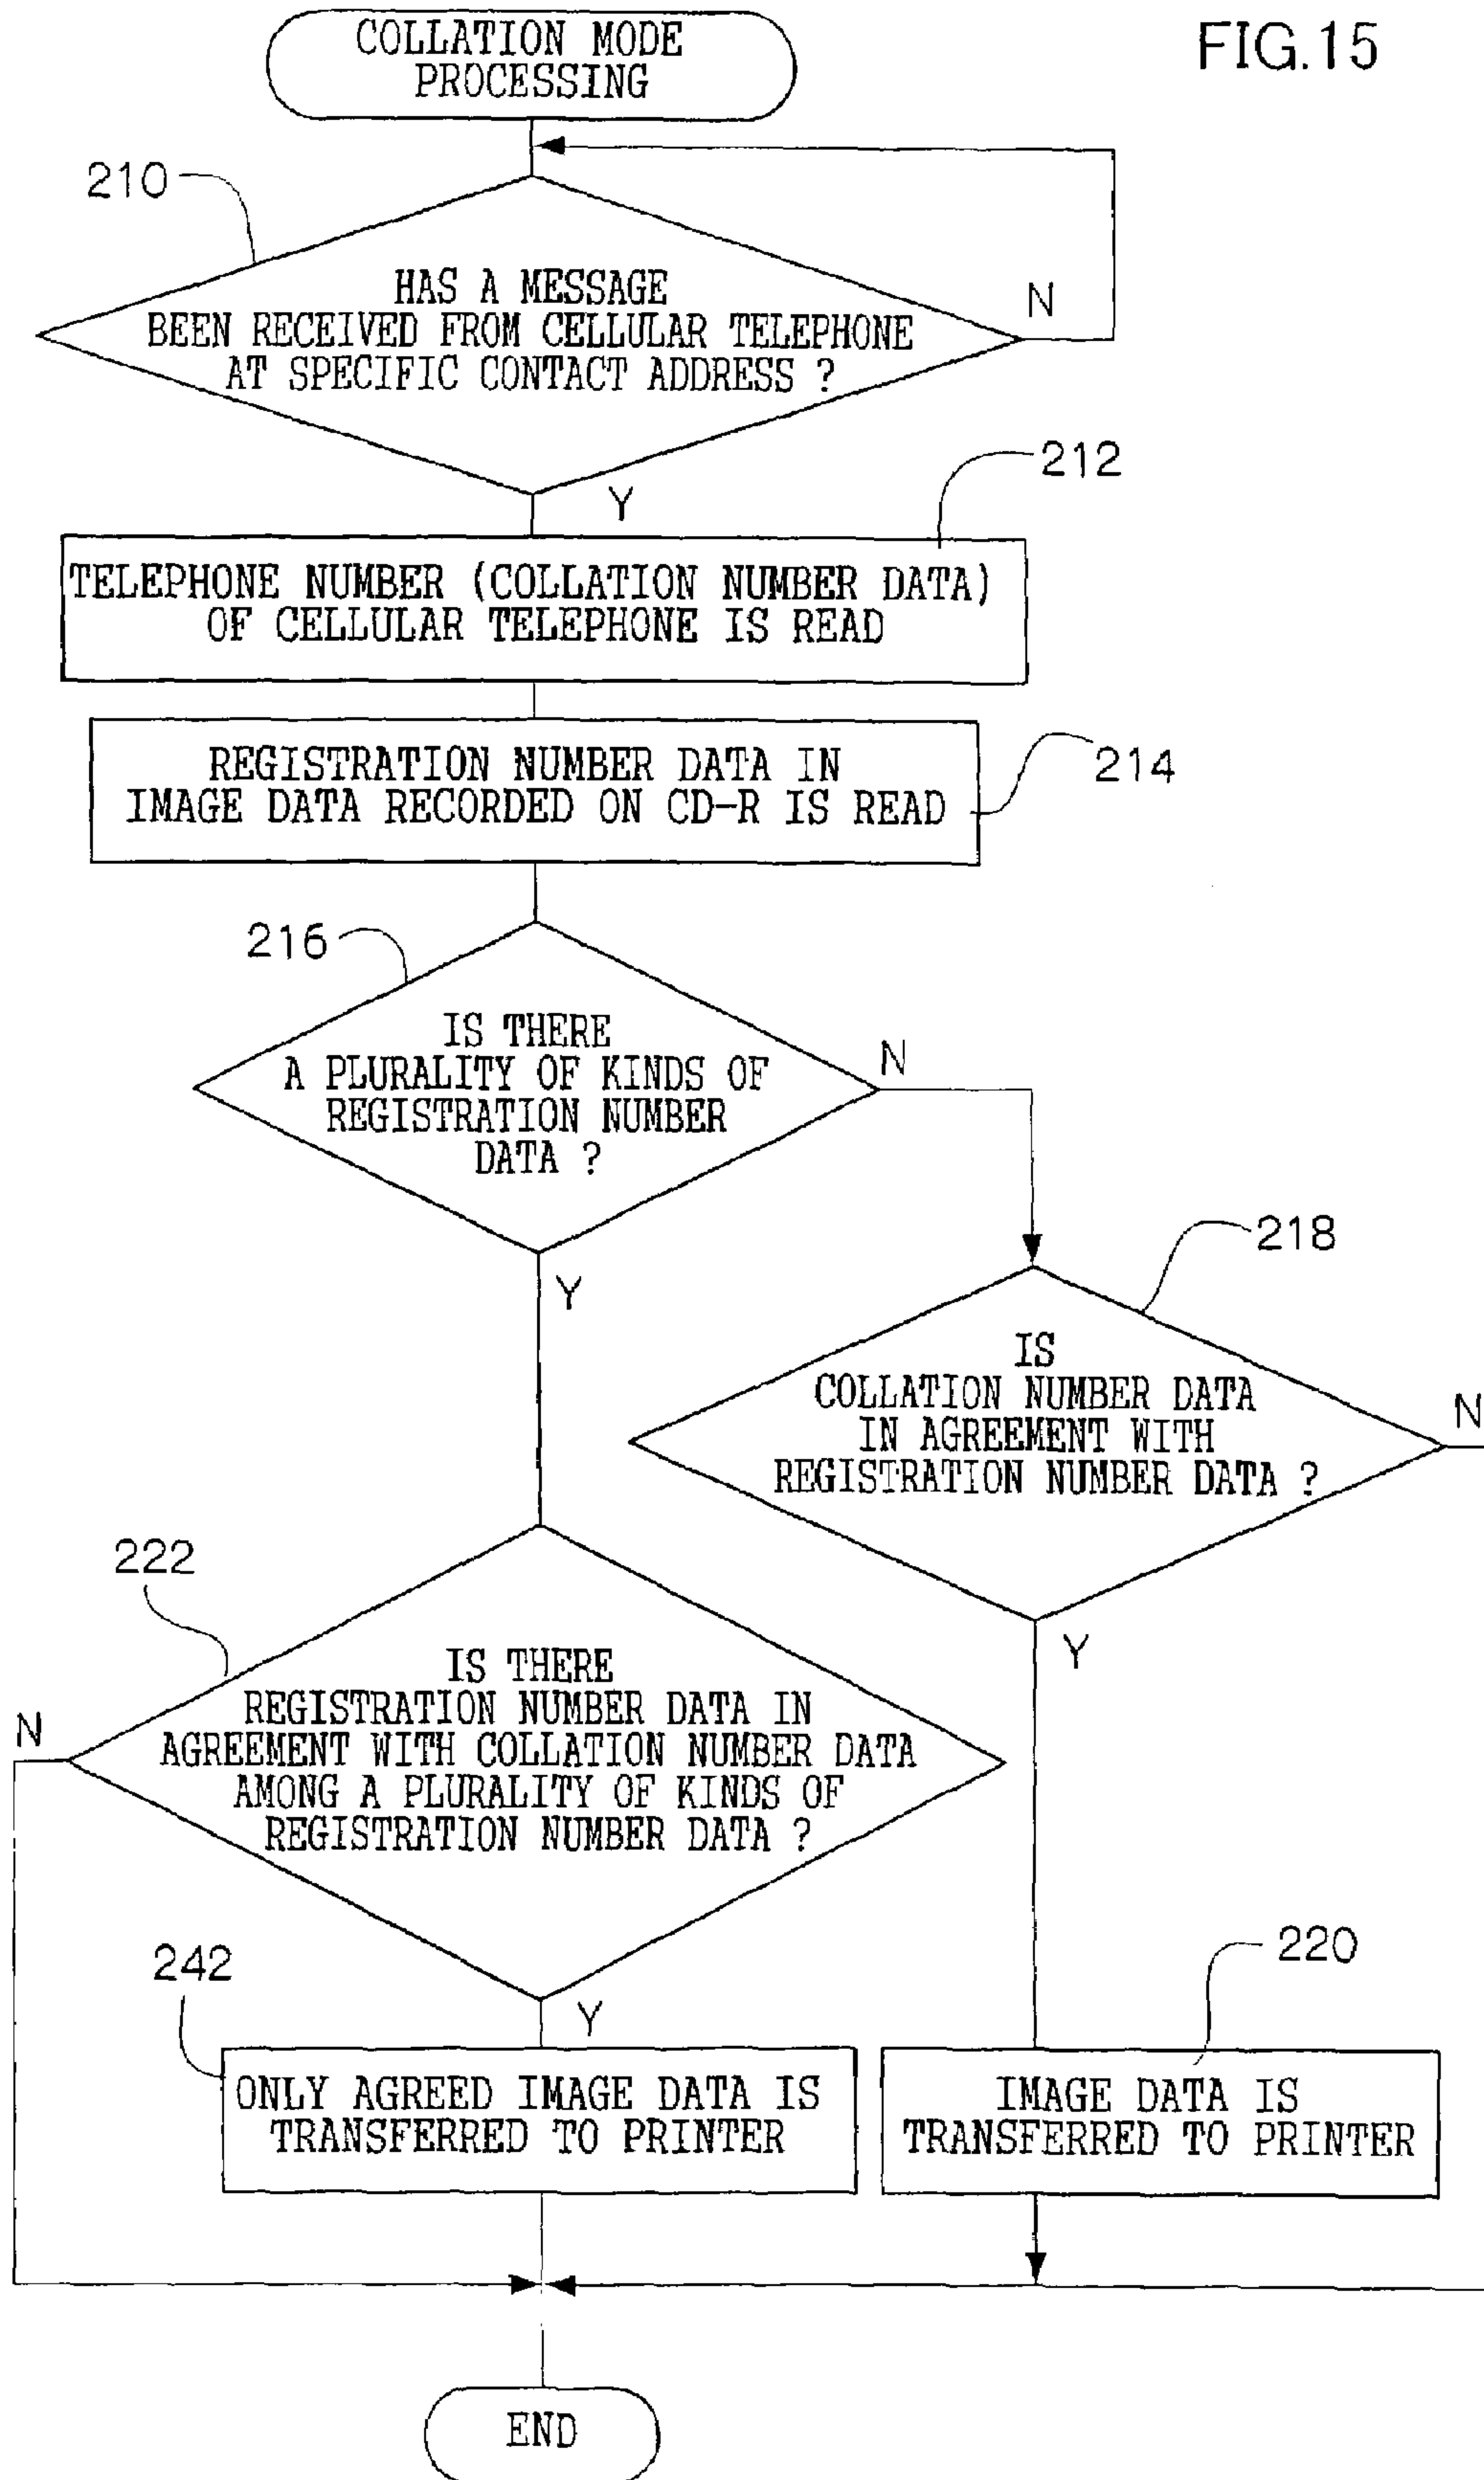 FIG.15
COLLATION MODE
PROCESSING
210
HAS A MESSAGE
BEEN RECEIVED FROM CELLULAR TELEPHONE
AT SPECIFIC CONTACT ADDRESS ?
N
Y
212
TELEPHONE NUMBER (COLLATION NUMBER DATA)
OF CELLULAR TELEPHONE IS READ
REGISTRATION NUMBER DATA IN
IMAGE DATA RECORDED ON CD-R IS READ
214
216
IS THERE
A PLURALITY OF KINDS OF
REGISTRATION NUMBER
DATA ?
N
Y
218
IS
COLLATION NUMBER DATA
IN AGREEMENT WITH
REGISTRATION NUMBER DATA ?
N
Y
222
IS THERE
REGISTRATION NUMBER DATA IN
AGREEMENT WITH COLLATION NUMBER DATA
AMONG A PLURALITY OF KINDS OF
REGISTRATION NUMBER DATA ?
N
Y
242
ONLY AGREED IMAGE DATA IS
TRANSFERRED TO PRINTER
220
IMAGE DATA IS
TRANSFERRED TO PRINTER
END